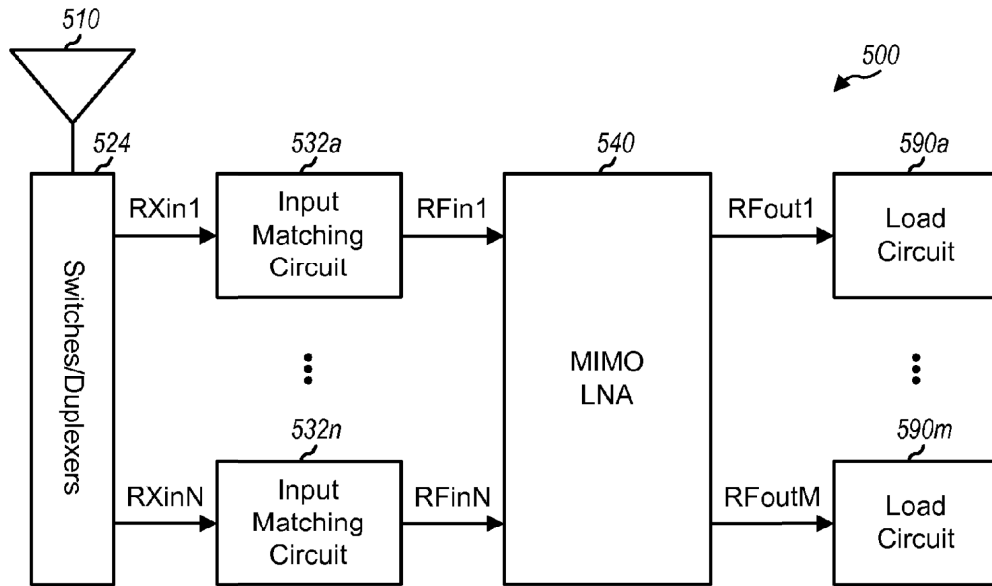 510
500
524
532a
540
590a
RXin1
Input
Matching
Circuit
RFin1
RFout1
Load
Circuit
Switches/Duplexers
MIMO
LNA
532n
590m
RXinN
Input
Matching
Circuit
RFinN
RFoutM
Load
Circuit